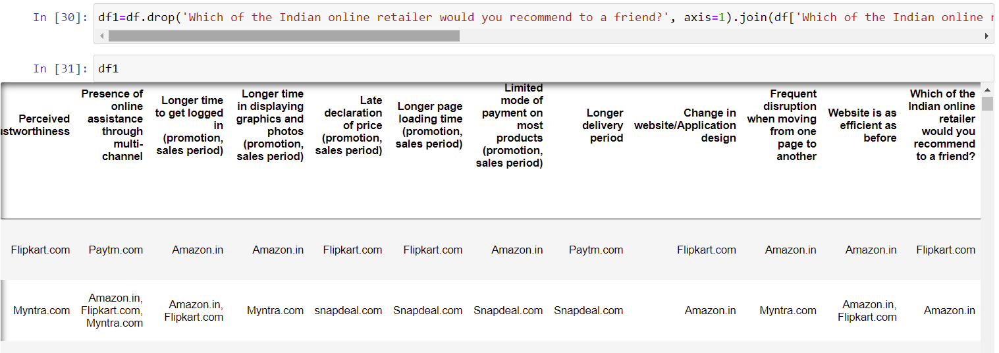 In [30]: df1=df.drop('Which of the Indian online retailer would you recommend to a friend?', axis=1).join(df['Which of the Indian online
In [31]: df1
Perceived
Presence of
online
assistance
through
multi-
channel
Longer time
to get logged
in
(promotion,
sales period)
Longer time
in displaying
graphics and
photos
(promotion,
sales period)
Late
declaration
of price
(promotion,
sales period)
Longer page
loading time
(promotion,
sales period)
Limited
mode of
payment on
most
products
(promotion,
sales period)
Longer
delivery
period
Change in
website/Application
design
Frequent
disruption
when moving
from one
page to
another
Website is as
efficient as
before
Which of the
Indian online
retailer
would you
recommend
to a friend?
Flipkart.com Paytm.com Amazon.in Amazon.in Flipkart.com Flipkart.com Amazon.in Paytm.com Flipkart.com Amazon.in Amazon.in Flipkart.com
Myntra.com
Amazon.in,
Flipkart.com,
Myntra.com
Amazon.in,
Flipkart.com
Myntra.com snapdeal.com Snapdeal.com Snapdeal.com Snapdeal.com Amazon.in Myntra.com
Amazon.in,
Flipkart.com
Amazon.in